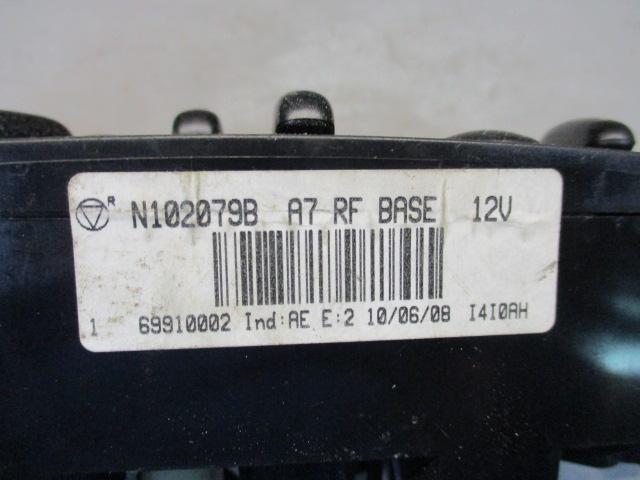 R N102079B A7 RF BASE 12V
1 69910002 Ind:AE E:2 10/06/08 I4I0AH